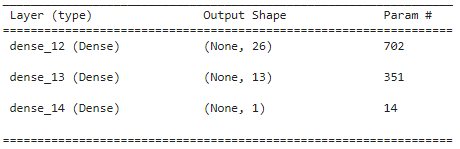 Layer (type) Output Shape Param #
dense_12 (Dense) (None, 26) 702
dense_13 (Dense) (None, 13) 351
dense_14 (Dense) (None, 1) 14